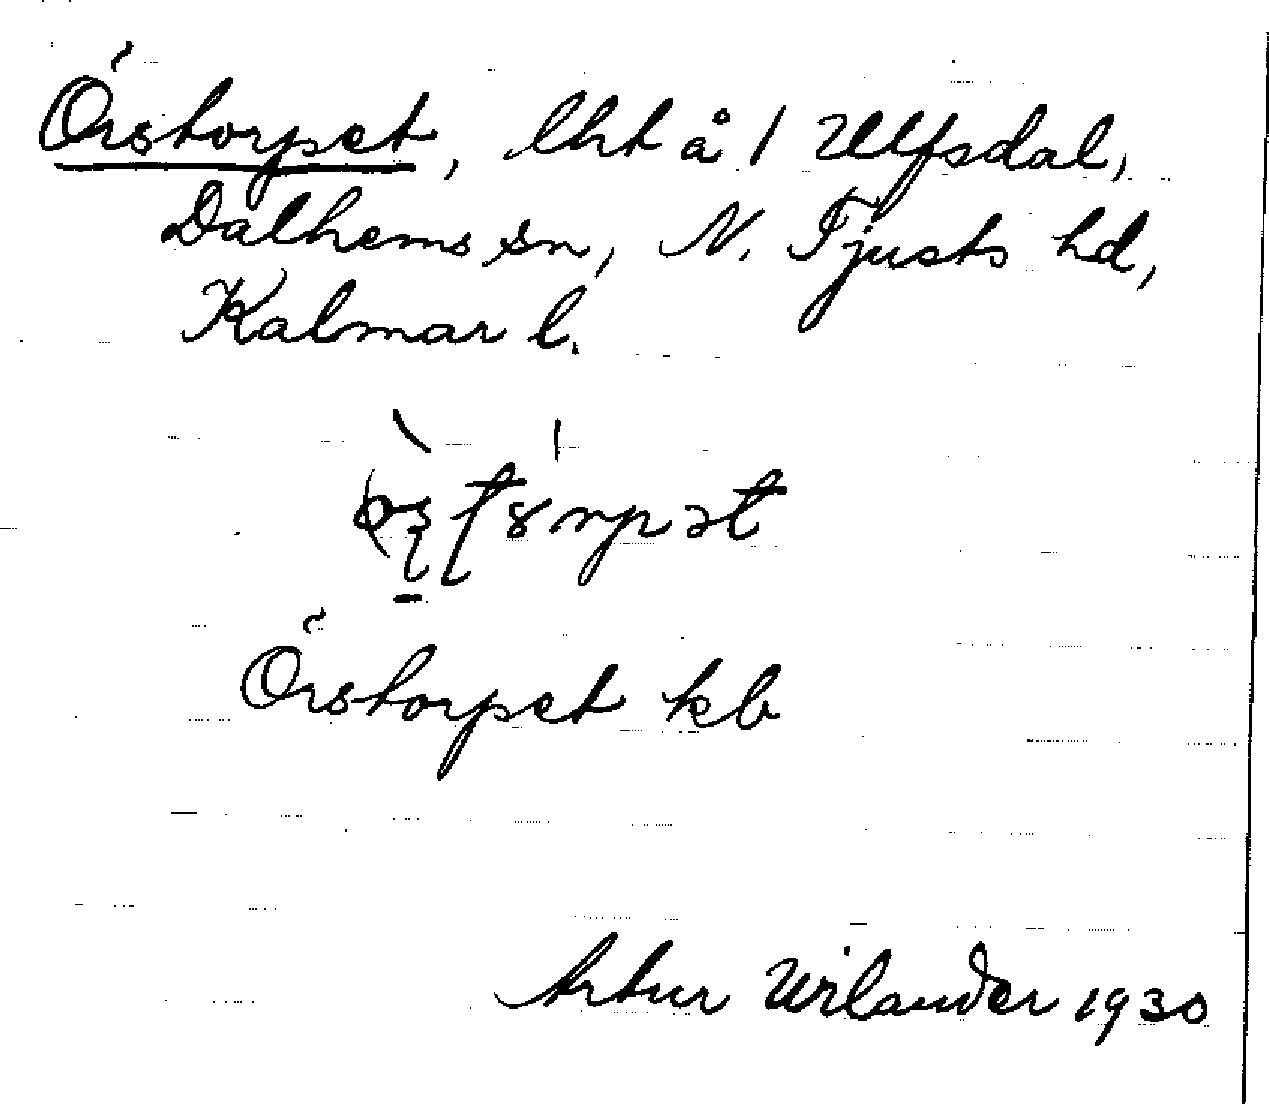 Örstorpet, lht å 1 Ulfsdal,
Dalhems sn, N. Tjusts hd,
Kalmar l.
Örstorpet kb
Artur Wilander 1930